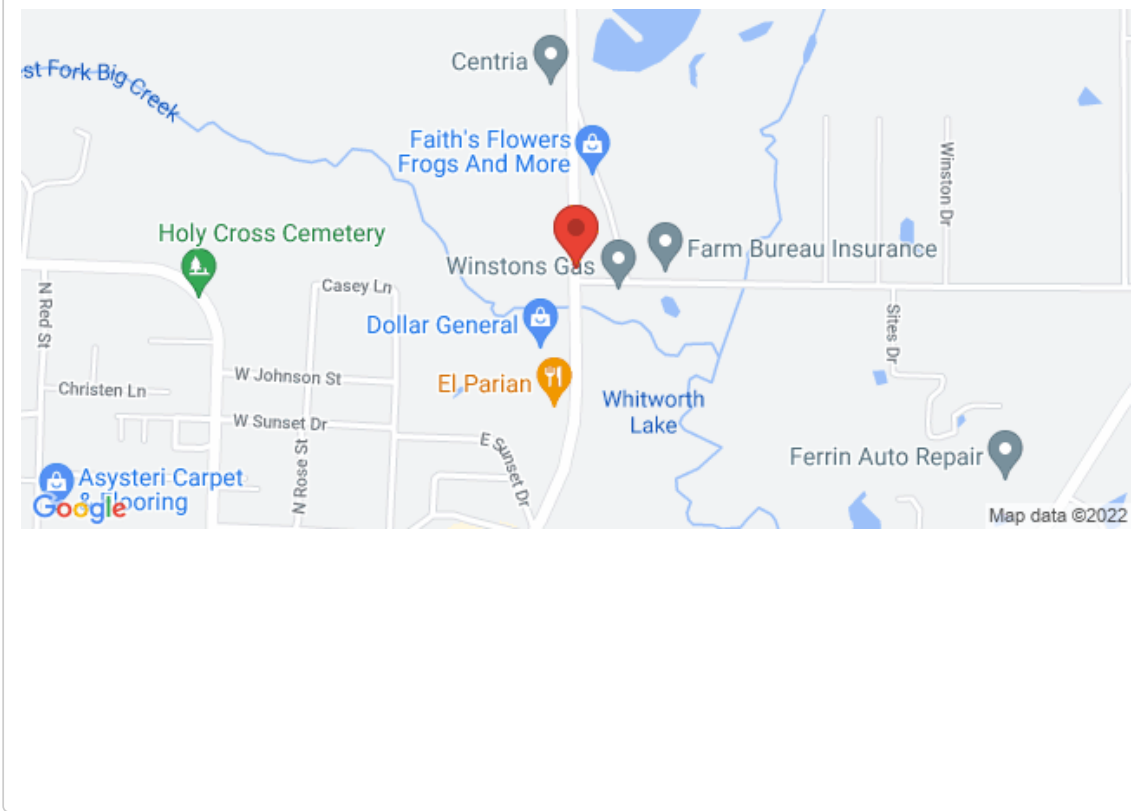 Centria
st Fork Big Creek
Faith's Flowers
Frogs And More
Winston Dr
Holy Cross Cemetery
Farm Bureau Insurance
Winstons Gas
Casey Ln
N Red St
Dollar General
Sites Dr
W Johnson St
El Parian
Christen Ln
Whitworth
Lake
W Sunset Dr
E Sunset Dr
N Rose St
Ferrin Auto Repair
Asysteri Carpet
& Flooring
Google
Map data ©2022